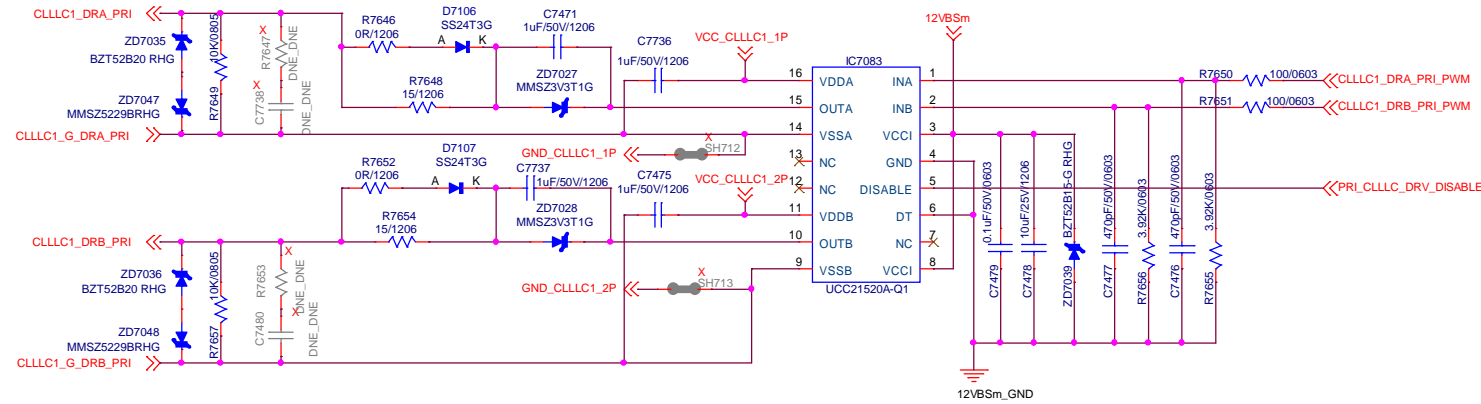 CLLLC1_DRA_PRI
ZD7035
BZT52B20 RHG
ZD7047
MMSZ5229BRHG
CLLLC1_G_DRA_PRI
10K/0805
R7649
X
R7647
DNE_DNE
X
C7738
DNE_DNE
R7646
0R/1206
D7106
SS24T3G
A
K
C7471
1uF/50V/1206
R7648
15/1206
ZD7027
MMSZ3V3T1G
C7736
1uF/50V/1206
VCC_CLLLC1_1P
X
SH712
GND_CLLLC1_1P
R7652
0R/1206
D7107
SS24T3G
A
K
C7737
1uF/50V/1206
R7654
15/1206
ZD7028
MMSZ3V3T1G
C7475
1uF/50V/1206
VCC_CLLLC1_2P
X
SH713
GND_CLLLC1_2P
CLLLC1_DRB_PRI
ZD7036
BZT52B20 RHG
ZD7048
MMSZ5229BRHG
CLLLC1_G_DRB_PRI
10K/0805
R7657
X
R7653
X
C7480
DNE_DNE
IC7083
16 VDDA INA 1
15 OUTA INB 2
14 VSSA VCCI 3
13 NC GND 4
12 NC DISABLE 5
11 VDDB DT 6
10 OUTB NC 7
9 VSSB VCCI 8
UCC21520A-Q1
12VBSm
R7650
100/0603
CLLLC1_DRA_PRI_PWM
R7651
100/0603
CLLLC1_DRB_PRI_PWM
PRI_CLLLC_DRV_DISABLE
0.1uF/50V/0603
C7479
10uF/25V/1206
C7478
BZT52B15-G RHG
ZD7039
470pF/50V/0603
C7477
3.92K/0603
R7656
470pF/50V/0603
C7476
3.92K/0603
R7655
12VBSm_GND